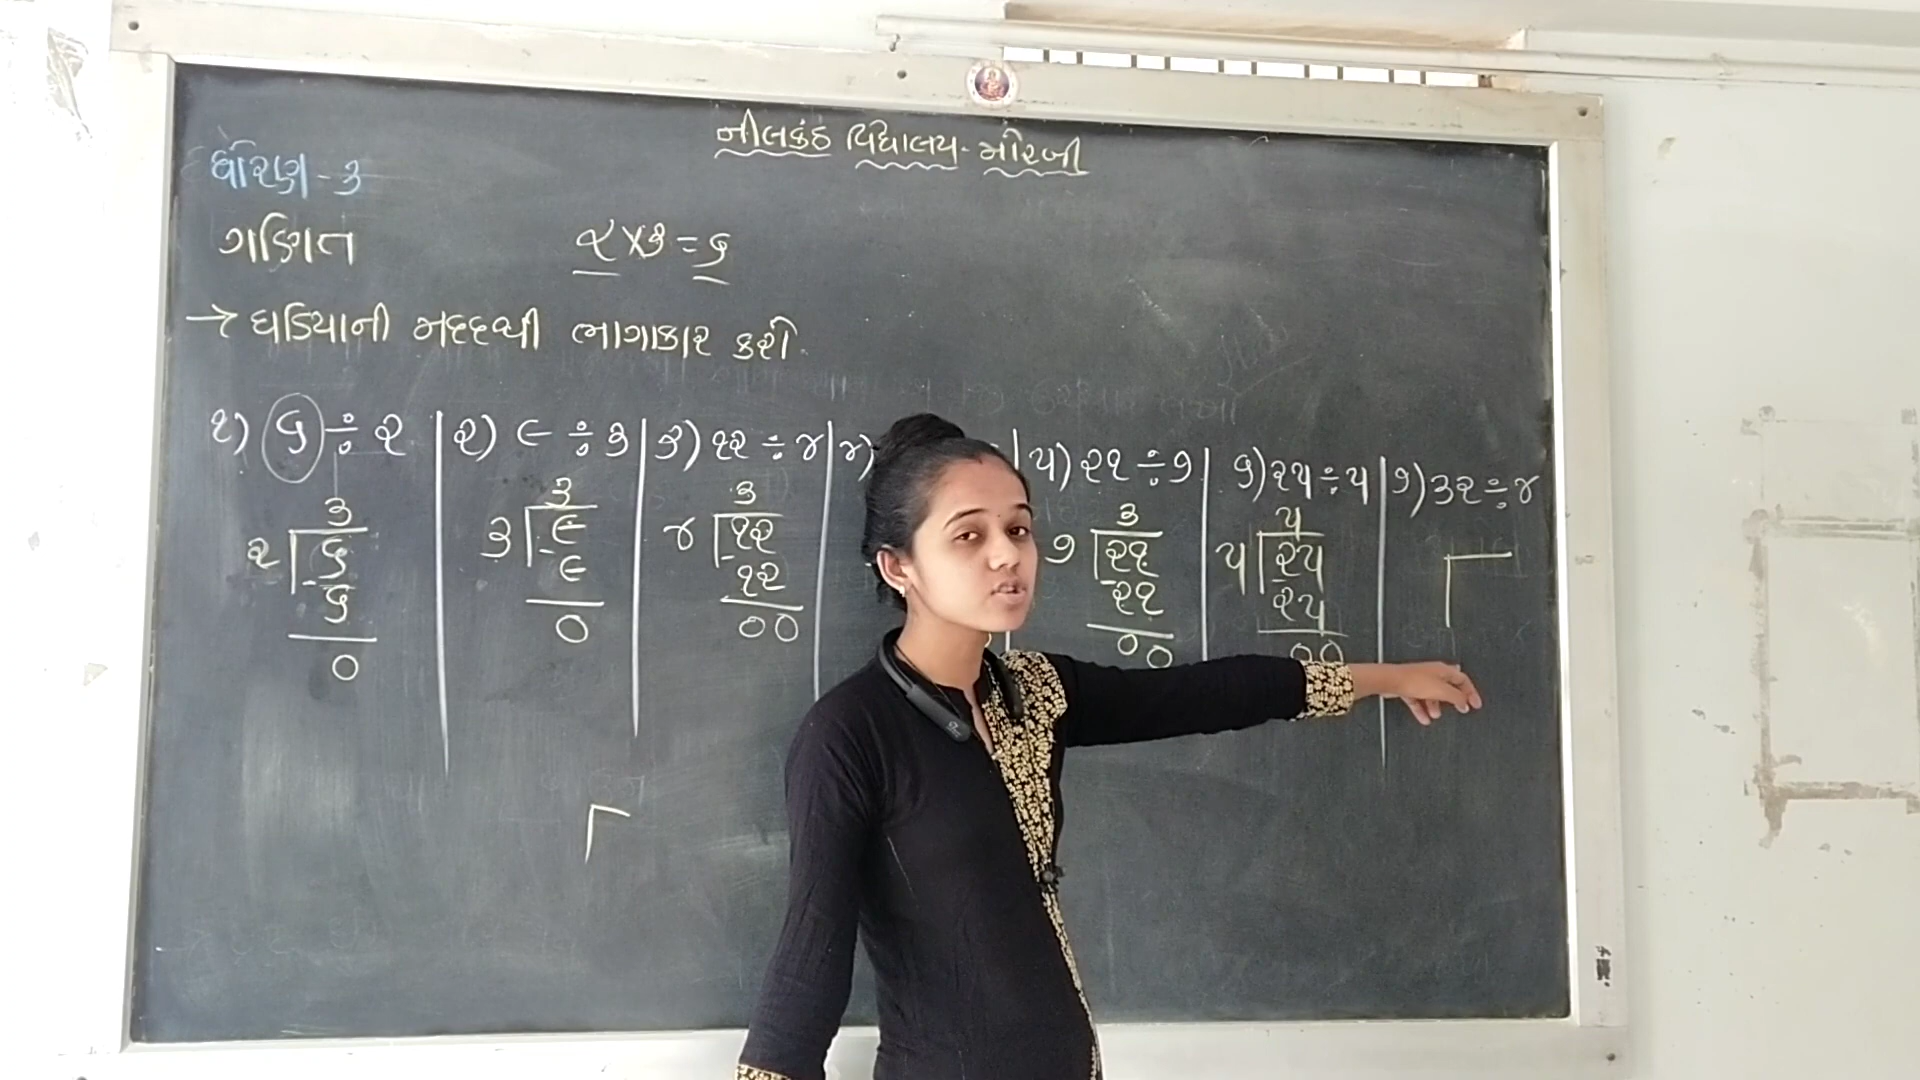 નીલકંઠ વિદ્યાલય - મોરબી
ધોરણ - ૩
ગણિત
૨×૩=૬
→ ઘડિયાની મદદથી ભાગાકાર કરો.
૧) ૬ ÷ ૨ ૨) ૯ ÷ ૩ ૩) ૧૨ ÷ ૪ ૪) ૫) ૨૧ ÷ ૭ ૬) ૨૫ ÷ ૫ ૭) ૩૨ ÷ ૪
૩ ૩ ૩ ૩ ૫
૨ ૬ ૩ ૯ ૪ ૧૨ ૭ ૨૧ ૫ ૨૫
- ૬ - ૯ - ૧૨ - ૨૧ - ૨૫
૦ ૦ ૦૦ ૦૦ ૦૦